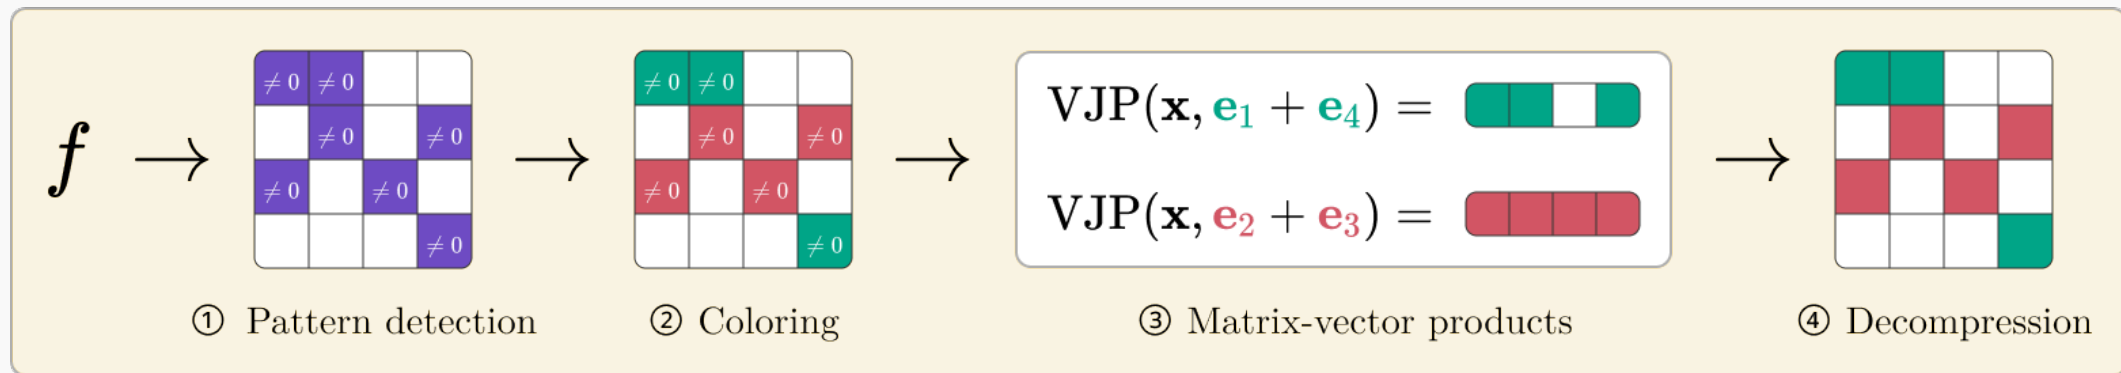 f → → → →
≠ 0 ≠ 0
≠ 0 ≠ 0
≠ 0 ≠ 0
≠ 0
≠ 0 ≠ 0
≠ 0 ≠ 0
≠ 0 ≠ 0
≠ 0
VJP(x, e₁ + e₄) =
VJP(x, e₂ + e₃) =
① Pattern detection
② Coloring
③ Matrix-vector products
④ Decompression